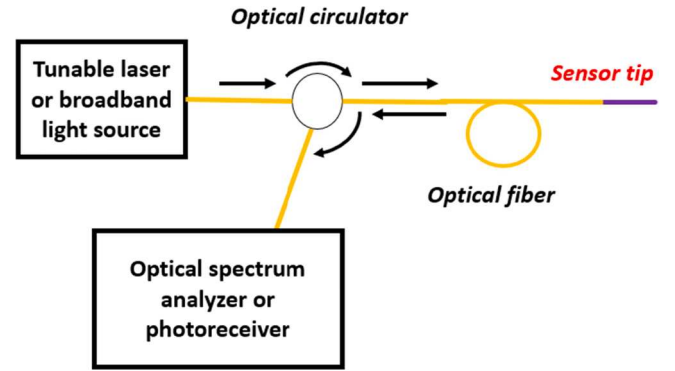 Optical circulator
Tunable laser
or broadband
light source
Sensor tip
Optical fiber
Optical spectrum
analyzer or
photoreceiver